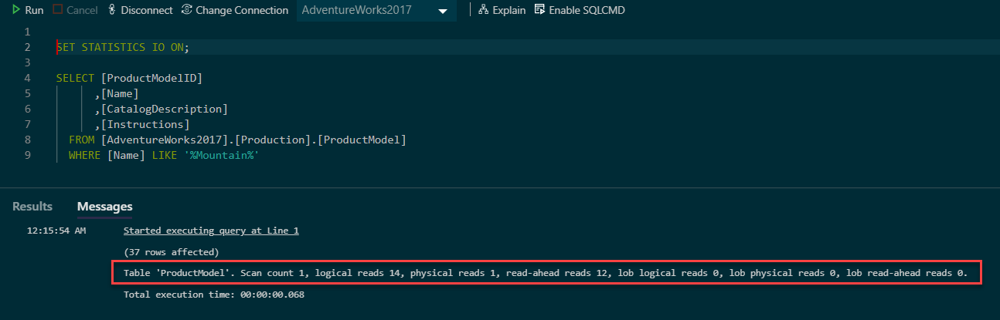 Run Cancel Disconnect Change Connection AdventureWorks2017 Explain Enable SQLCMD
1
2 SET STATISTICS IO ON;
3
4 SELECT [ProductModelID]
5 ,[Name]
6 ,[CatalogDescription]
7 ,[Instructions]
8 FROM [AdventureWorks2017].[Production].[ProductModel]
9 WHERE [Name] LIKE '%Mountain%'
Results Messages
12:15:54 AM Started executing query at Line 1
(37 rows affected)
Table 'ProductModel'. Scan count 1, logical reads 14, physical reads 1, read-ahead reads 12, lob logical reads 0, lob physical reads 0, lob read-ahead reads 0.
Total execution time: 00:00:00.068